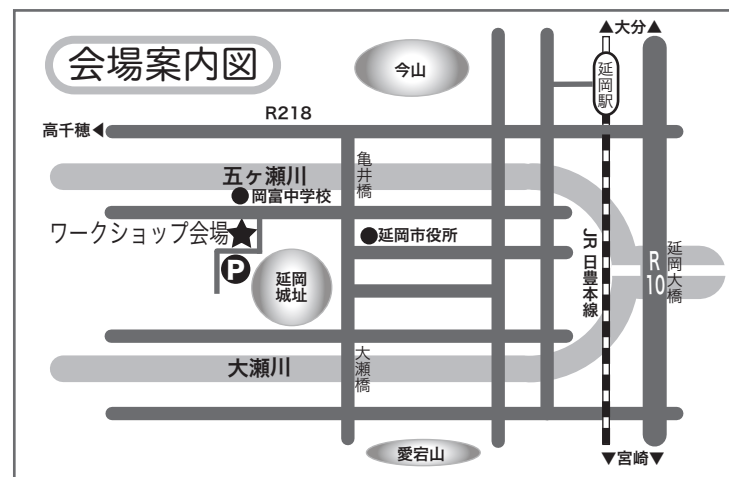 ▲大分▲
会場案内図
今山
延岡駅
R218
高千穂◀
五ヶ瀬川
亀井橋
●岡富中学校
ワークショップ会場★
●延岡市役所
P
延岡
城址
JR日豊本線
R
10
延岡大橋
大瀬川
大瀬橋
愛宕山
▼宮崎▼